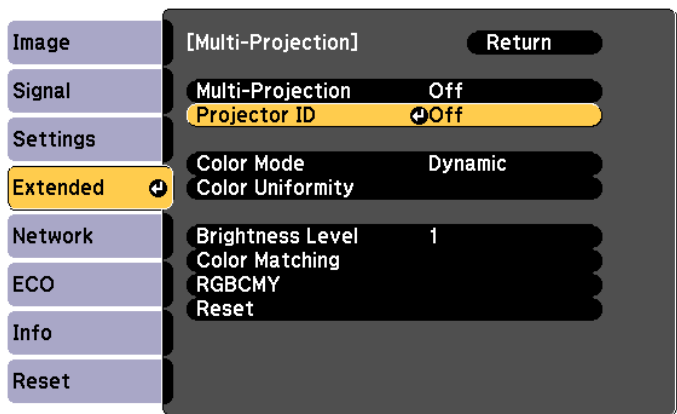 Image
Signal
Settings
Extended
Network
ECO
Info
Reset
[Multi-Projection] Return
Multi-Projection Off
Projector ID Off
Color Mode Dynamic
Color Uniformity
Brightness Level 1
Color Matching
RGBCMY
Reset